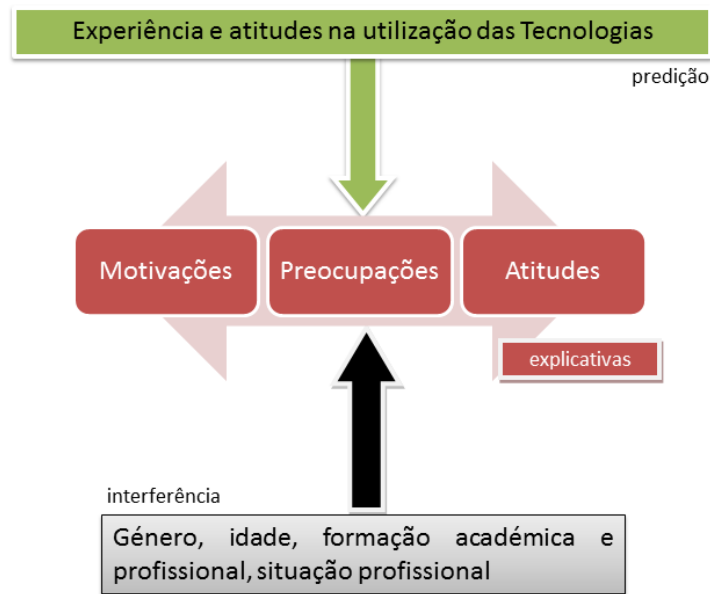 Experiência e atitudes na utilização das Tecnologias
predição
Motivações
Preocupações
Atitudes
explicativas
interferência
Género, idade, formação académica e
profissional, situação profissional